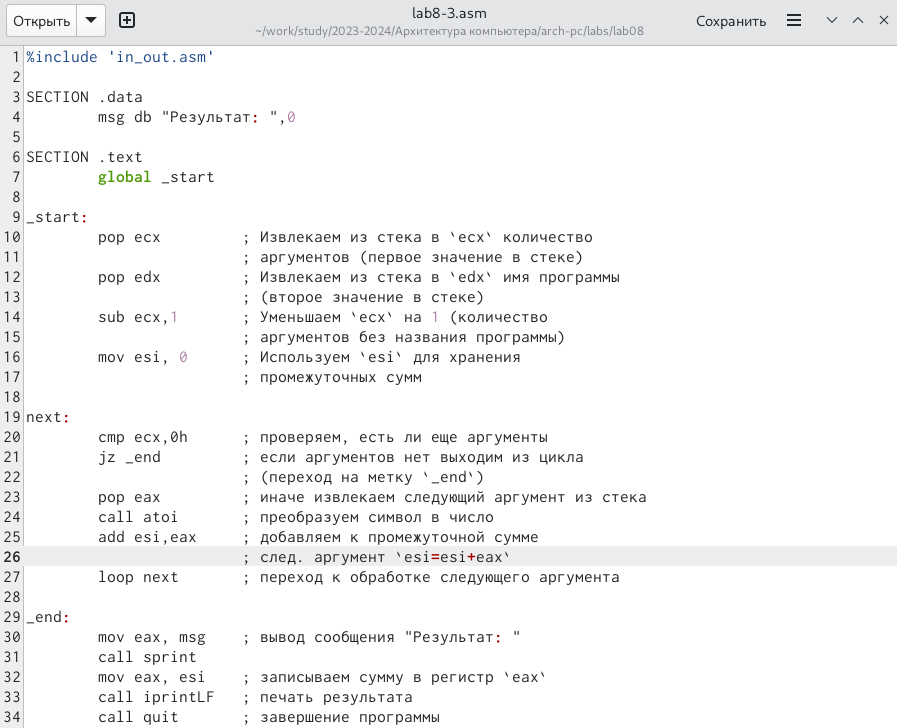 Открыть
lab8-3.asm
~/work/study/2023-2024/Архитектура компьютера/arch-pc/labs/lab08
Сохранить
1 %include 'in_out.asm'
2
3 SECTION .data
4 msg db "Результат: ",0
5
6 SECTION .text
7 global _start
8
9 _start:
10 pop ecx ; Извлекаем из стека в `ecx` количество
11 ; аргументов (первое значение в стеке)
12 pop edx ; Извлекаем из стека в `edx` имя программы
13 ; (второе значение в стеке)
14 sub ecx,1 ; Уменьшаем `ecx` на 1 (количество
15 ; аргументов без названия программы)
16 mov esi, 0 ; Используем `esi` для хранения
17 ; промежуточных сумм
18
19 next:
20 cmp ecx,0h ; проверяем, есть ли еще аргументы
21 jz _end ; если аргументов нет выходим из цикла
22 ; (переход на метку `_end`)
23 pop eax ; иначе извлекаем следующий аргумент из стека
24 call atoi ; преобразуем символ в число
25 add esi,eax ; добавляем к промежуточной сумме
26 ; след. аргумент `esi=esi+eax`
27 loop next ; переход к обработке следующего аргумента
28
29 _end:
30 mov eax, msg ; вывод сообщения "Результат: "
31 call sprint
32 mov eax, esi ; записываем сумму в регистр `eax`
33 call iprintLF ; печать результата
34 call quit ; завершение программы